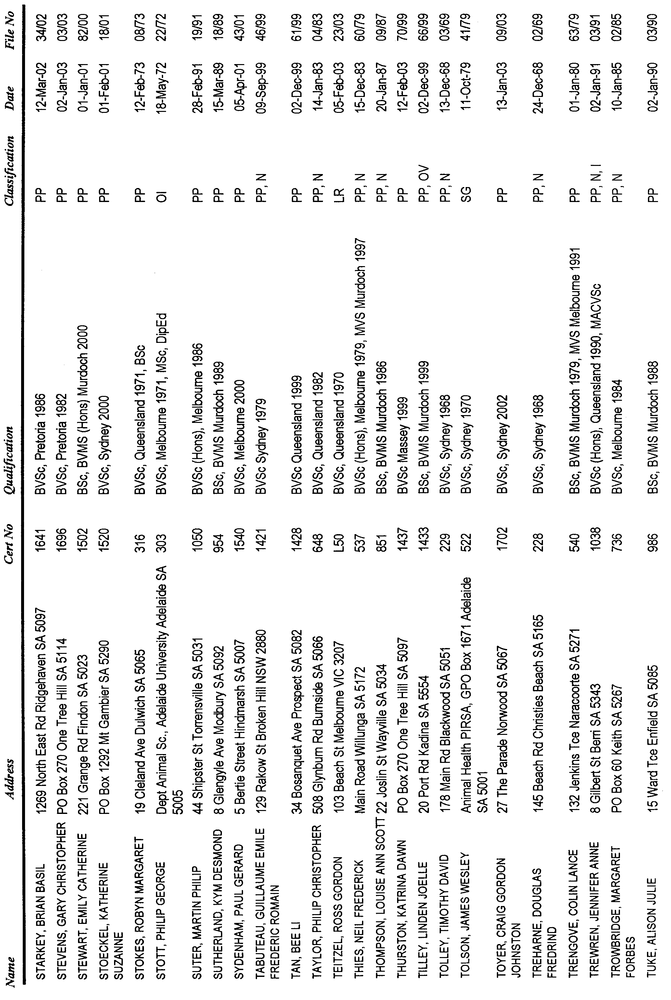 Name Address Cert No Qualification Classification Date File No
STARKEY, BRIAN BASIL 1269 North East Rd Ridgehaven SA 5097 1641 BVSc, Pretoria 1986 PP 12-Mar-02 34/02
STEVENS, GARY CHRISTOPHER PO Box 270 One Tree Hill SA 5114 1696 BVSc, Pretoria 1982 PP 02-Jan-03 03/03
STEWART, EMILY CATHERINE 221 Grange Rd Findon SA 5023 1502 BSc, BVMS (Hons) Murdoch 2000 PP 01-Jan-01 82/00
STOECKEL, KATHERINE PO Box 1292 Mt Gambier SA 5290 1520 BVSc, Sydney 2000 PP 01-Feb-01 18/01
SUZANNE
STOKES, ROBYN MARGARET 19 Cleland Ave Dulwich SA 5065 316 BVSc, Queensland 1971, BSc PP 12-Feb-73 08/73
STOTT, PHILIP GEORGE Dept Animal Sc., Adelaide University Adelaide SA 303 BVSc, Melbourne 1971, MSc, DipEd OI 18-May-72 22/72
5005
SUTER, MARTIN PHILIP 44 Shipster St Torrensville SA 5031 1050 BVSc (Hons), Melbourne 1986 PP 28-Feb-91 19/91
SUTHERLAND, KYM DESMOND 8 Glengyle Ave Modbury SA 5092 954 BSc, BVMS Murdoch 1989 PP 15-Mar-89 18/89
SYDENHAM, PAUL GERARD 5 Bertie Street Hindmarsh SA 5007 1540 BVSc, Melbourne 2000 PP 05-Apr-01 43/01
TABUTEAU, GUILLAUME EMILE 129 Rakow St Broken Hill NSW 2880 1421 BVSc Sydney 1979 PP, N 09-Sep-99 46/99
FREDERIC ROMAIN
TAN, BEE LI 34 Bosanquet Ave Prospect SA 5082 1428 BVSc Queensland 1999 PP 02-Dec-99 61/99
TAYLOR, PHILIP CHRISTOPHER 508 Glynburn Rd Burnside SA 5066 648 BVSc, Queensland 1982 PP, N 14-Jan-83 04/83
TEITZEL, ROSS GORDON 103 Beach St Melbourne VIC 3207 L50 BVSc, Queensland 1970 LR 05-Feb-03 23/03
THIES, NEIL FREDERICK Main Road Willunga SA 5172 537 BVSc (Hons), Melbourne 1979, MVS Murdoch 1997 PP, N 15-Dec-83 60/79
THOMPSON, LOUISE ANN SCOTT 22 Joslin St Wayville SA 5034 851 BSc, BVMS Murdoch 1986 PP, N 20-Jan-87 09/87
THURSTON, KATRINA DAWN PO Box 270 One Tree Hill SA 5097 1437 BVSc Massey 1999 PP 12-Feb-03 70/99
TILLEY, LINDEN JOELLE 20 Port Rd Kadina SA 5554 1433 BSc, BVMS Murdoch 1999 PP, OV 02-Dec-99 66/99
TOLLEY, TIMOTHY DAVID 178 Main Rd Blackwood SA 5051 229 BVSc, Sydney 1968 PP, N 13-Dec-68 03/69
TOLSON, JAMES WESLEY Animal Health PIRSA, GPO Box 1671 Adelaide 522 BVSc, Sydney 1970 SG 11-Oct-79 41/79
SA 5001
TOYER, CRAIG GORDON 27 The Parade Norwood SA 5067 1702 BVSc, Sydney 2002 PP 13-Jan-03 09/03
JOHNSTON
TREHARNE, DOUGLAS 145 Beach Rd Christies Beach SA 5165 228 BVSc, Sydney 1968 PP, N 24-Dec-68 02/69
FREDRIND
TRENGOVE, COLIN LANCE 132 Jenkins Tce Naracoorte SA 5271 540 BSc, BVMS Murdoch 1979, MVS Melbourne 1991 PP 01-Jan-80 63/79
TREWREN, JENNIFER ANNE 8 Gilbert St Berri SA 5343 1038 BVSc (Hons), Queensland 1990, MACVSc PP, N, I 02-Jan-91 03/91
TROWBRIDGE, MARGARET PO Box 60 Keith SA 5267 736 BVSc, Melbourne 1984 PP, N 10-Jan-85 02/85
FORBES
TUKE, ALISON JULIE 15 Ward Tce Enfield SA 5085 986 BSc, BVMS Murdoch 1988 PP 02-Jan-90 03/90